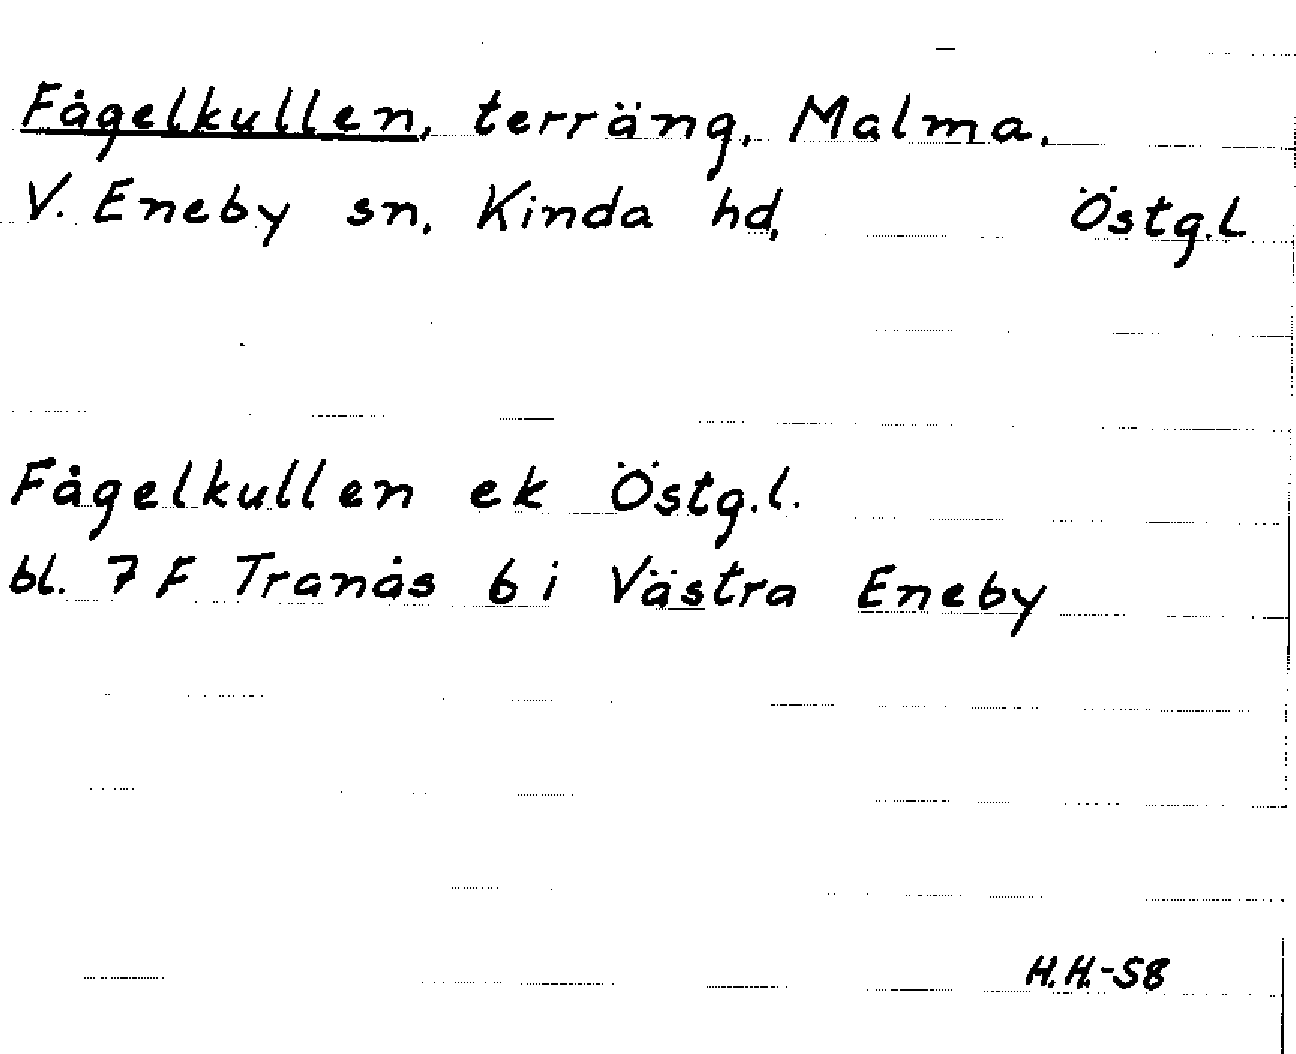 Fågelkullen, terräng, Malma,
V. Eneby sn, Kinda hd, Östg.l.
Fågelkullen ek Östg.l.
bl. 7 F Tranås 6 i Västra Eneby
H.H.-58